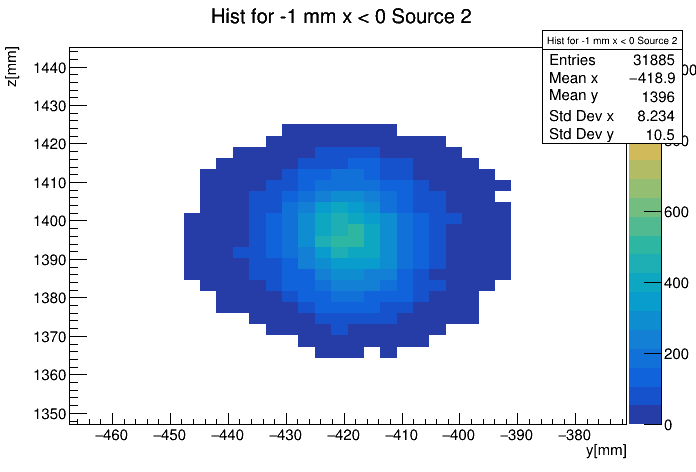 Hist for -1 mm x < 0 Source 2
z[mm]
Hist for -1 mm x < 0 Source 2
Entries 31885
Mean x −418.9
Mean y 1396
Std Dev x 8.234
Std Dev y 10.5
1440
1430
1420
1410
1400
1390
1380
1370
1360
1350
−460 −450 −440 −430 −420 −410 −400 −390 −380
y[mm]
600
400
200
0